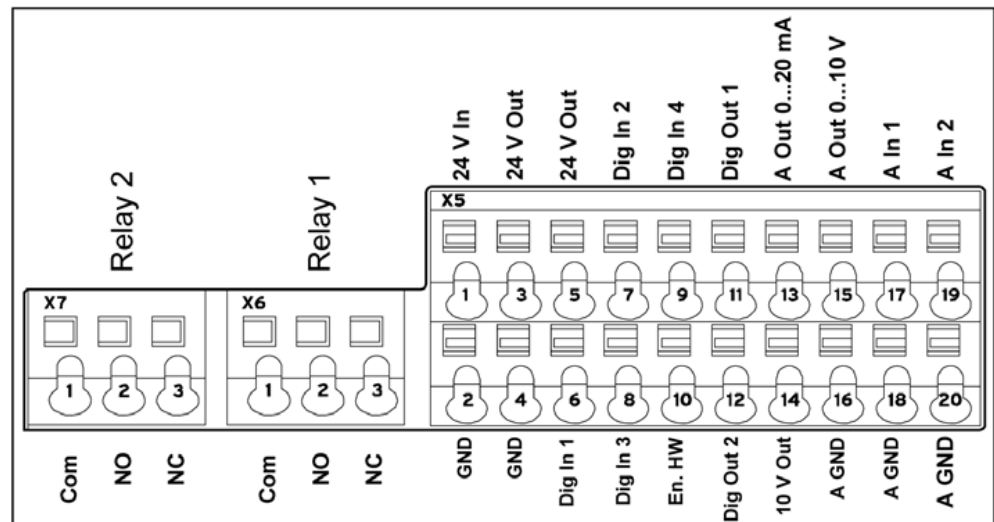 24 V In
24 V Out
24 V Out
Dig In 2
Dig In 4
Dig Out 1
A Out 0...20 mA
A Out 0...10 V
A In 1
A In 2
Relay 2
Relay 1
X5
1
3
5
7
9
11
13
15
17
19
X7
X6
1
2
3
1
2
3
2
4
6
8
10
12
14
16
18
20
Com
NO
NC
Com
NO
NC
GND
GND
Dig In 1
Dig In 3
En. HW
Dig Out 2
10 V Out
A GND
A GND
A GND